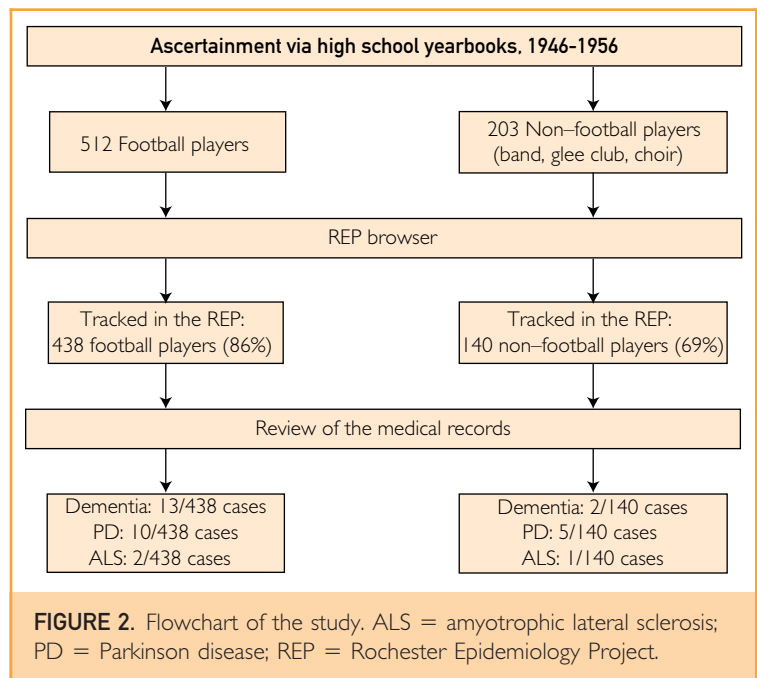 Ascertainment via high school yearbooks, 1946-1956
512 Football players
203 Non–football players
(band, glee club, choir)
REP browser
Tracked in the REP:
438 football players (86%)
Tracked in the REP:
140 non–football players (69%)
Review of the medical records
Dementia: 13/438 cases
PD: 10/438 cases
ALS: 2/438 cases
Dementia: 2/140 cases
PD: 5/140 cases
ALS: 1/140 cases
FIGURE 2. Flowchart of the study. ALS = amyotrophic lateral sclerosis;
PD = Parkinson disease; REP = Rochester Epidemiology Project.